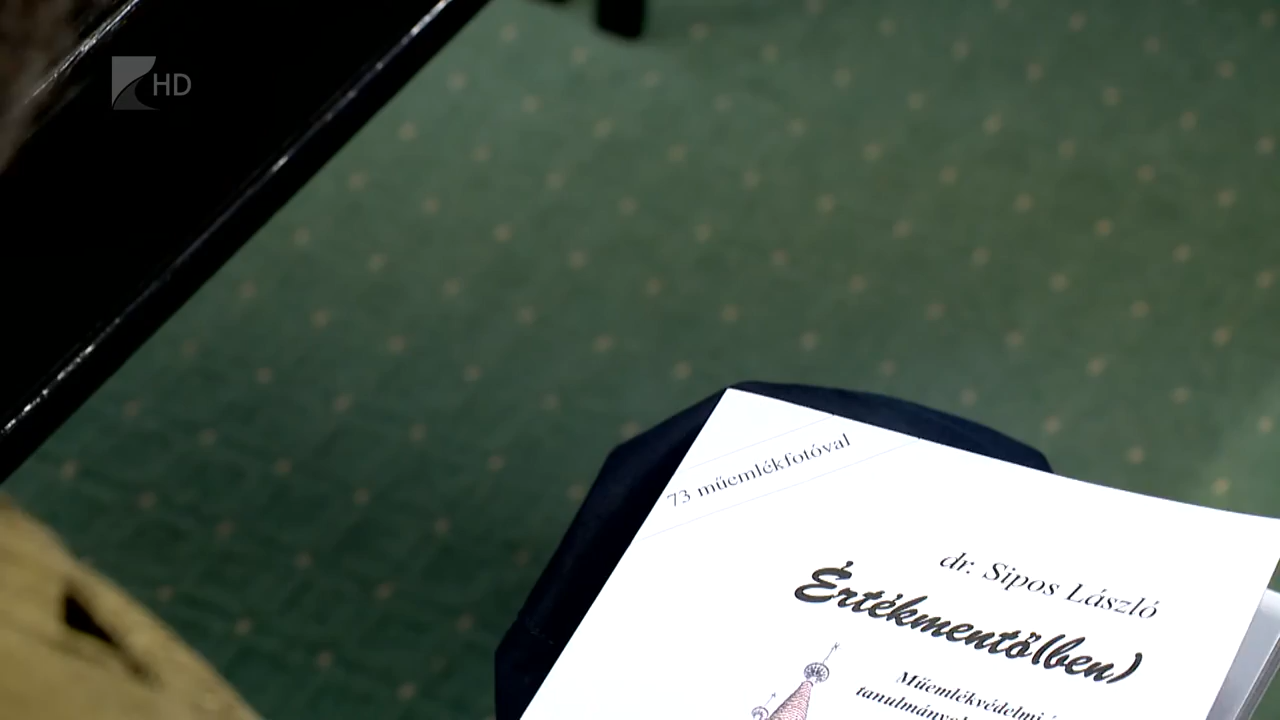 HD
73 műemlékfotóval
dr. Sipos László
Értékmentő(ben)
Műemlékvédelmi